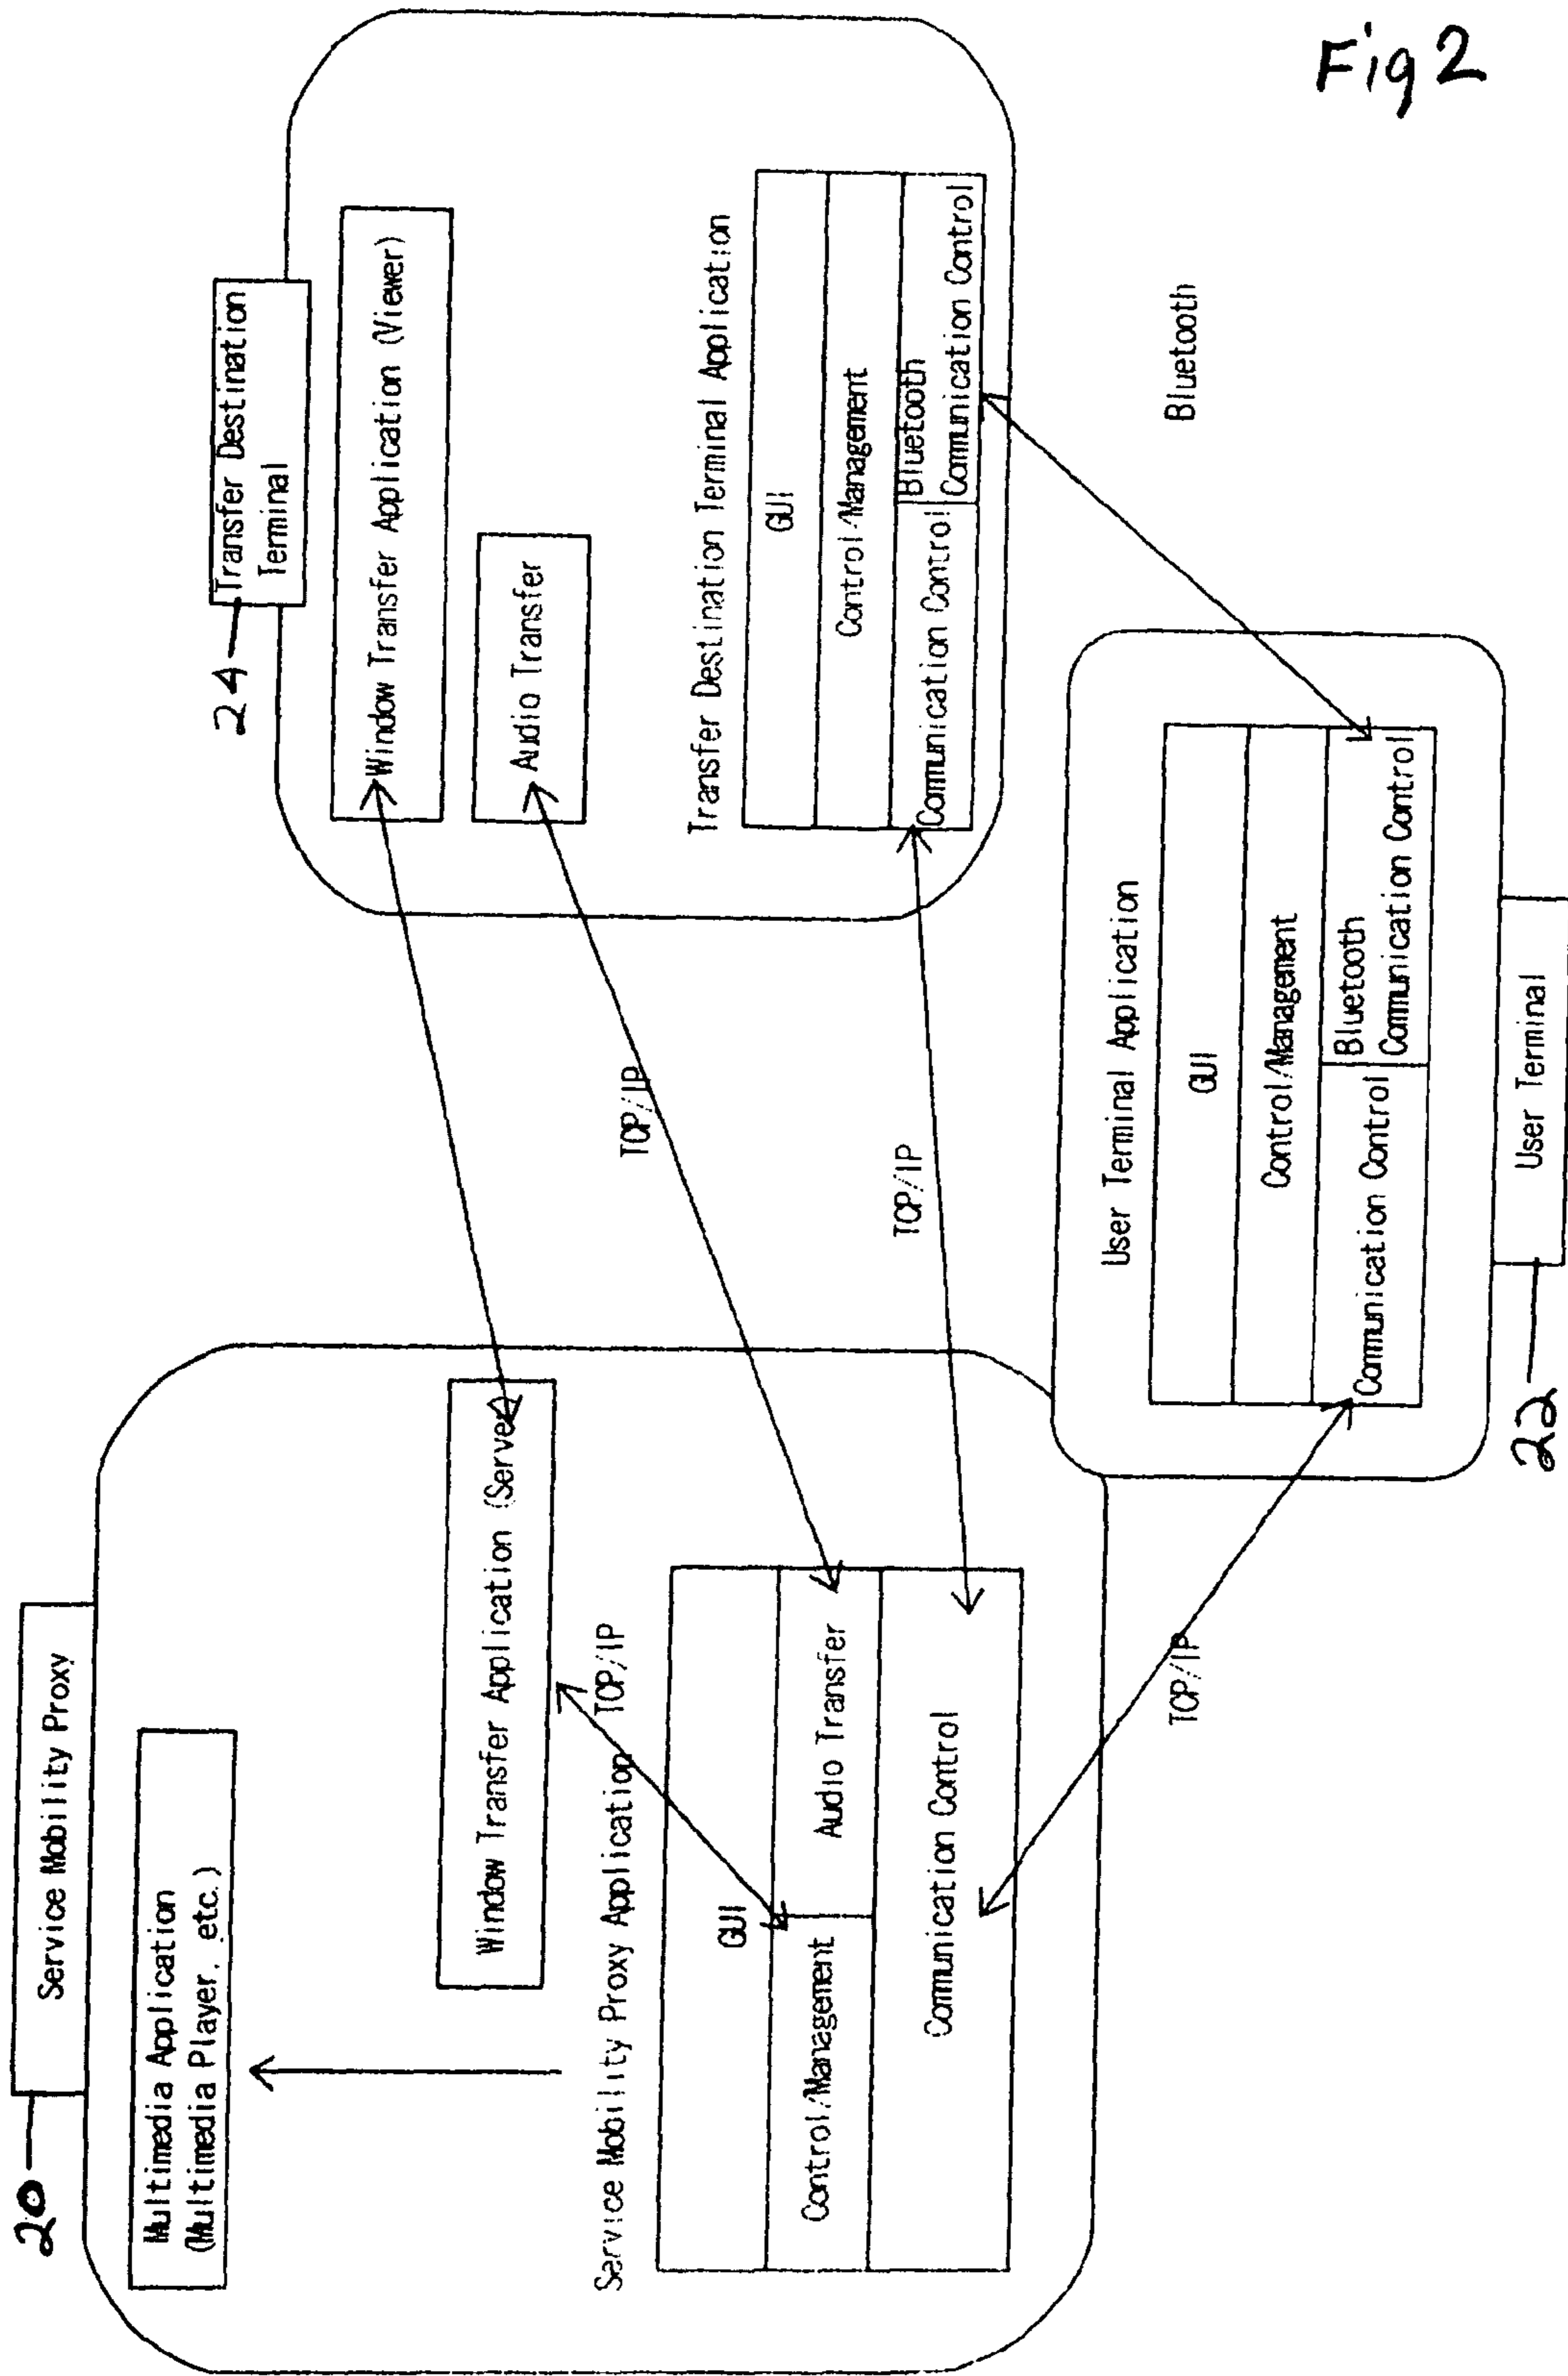 Fig 2
20
Service Mobility Proxy
Multimedia Application
(Multimedia Player, etc.)
Window Transfer Application (Server
TCP/IP
Service Mobility Proxy Application
GUI
Control/Management
Audio Transfer
Communication Control
24
Transfer Destination
Terminal
Window Transfer Application (Viewer)
Audio Transfer
Transfer Destination Terminal Application
GUI
Control/Management
Communication Control
Bluetooth
Communication Control
TCP/IP
TCP/IP
TCP/IP
Bluetooth
User Terminal Application
GUI
Control/Management
Communication Control
Bluetooth
Communication Control
22
User Terminal